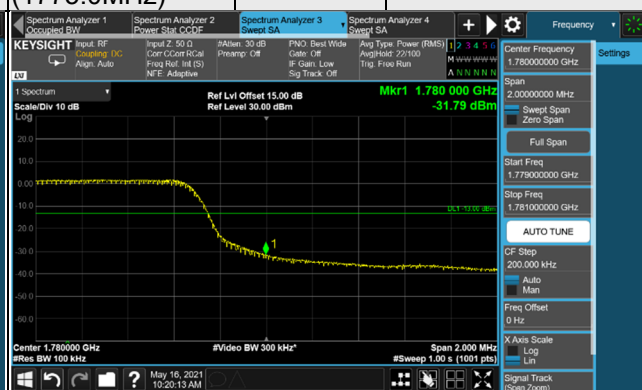 (1775.0MHz)
Spectrum Analyzer 1
Occupied BW
Spectrum Analyzer 2
Power Stat CCDF
Spectrum Analyzer 3
Swept SA
Spectrum Analyzer 4
Swept SA
+
Frequency
KEYSIGHT
Input: RF
Coupling: DC
Align: Auto
Input Z: 50 Ω
Corr CCorr RCal
Freq Ref: Int (S)
NFE: Adaptive
#Atten: 30 dB
Preamp: Off
PNO: Best Wide
Gate: Off
IF Gain: Low
Sig Track: Off
Avg Type: Power (RMS)
Avg|Hold: 22/100
Trig: Free Run
1 2 3 4 5 6
M W W W W W
A N N N N N
LXI
1 Spectrum
Scale/Div 10 dB
Ref Lvl Offset 15.00 dB
Ref Level 30.00 dBm
Mkr1 1.780 000 GHz
-31.79 dBm
Log
20.0
10.0
0.00
-10.0
-20.0
-30.0
-40.0
-50.0
-60.0
DL1 -13.00 dBm
1
Center 1.780000 GHz
#Res BW 100 kHz
#Video BW 300 kHz*
Span 2.000 MHz
#Sweep 1.00 s (1001 pts)
May 16, 2021
10:20:13 AM
?
Center Frequency
1.780000000 GHz
Span
2.00000000 MHz
Swept Span
Zero Span
Full Span
Start Freq
1.779000000 GHz
Stop Freq
1.781000000 GHz
AUTO TUNE
CF Step
200.000 kHz
Auto
Man
Freq Offset
0 Hz
X Axis Scale
Log
Lin
Signal Track
(Span Zoom)
Settings